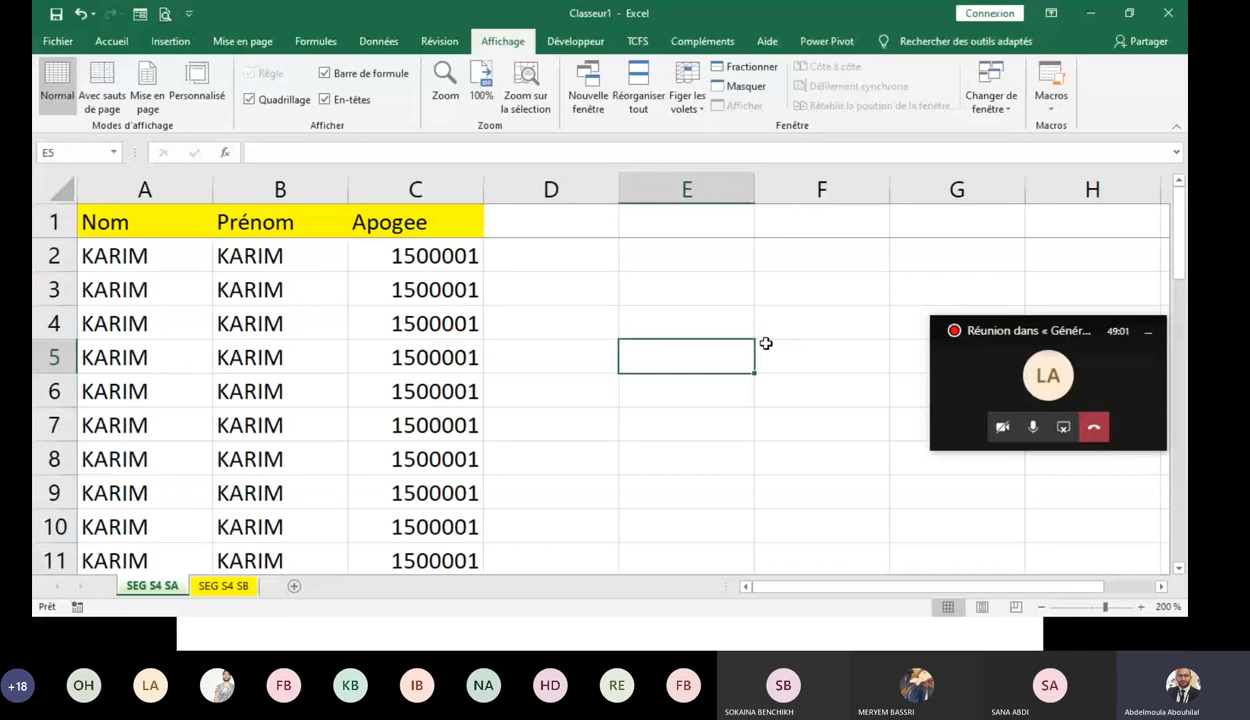 Classeur1 - Excel
Connexion
Fichier Accueil Insertion Mise en page Formules Données Révision Affichage Développeur TCFS Compléments Aide Power Pivot Rechercher des outils adaptés Partager
Normal
Avec sauts de page
Mise en page
Personnalisé
Modes d'affichage
Règle
Barre de formule
Quadrillage
En-têtes
Afficher
Zoom
100%
Zoom sur la sélection
Zoom
Nouvelle fenêtre
Réorganiser tout
Figer les volets
Fractionner
Masquer
Afficher
Côte à côte
Défilement synchrone
Rétablir la position de la fenêtre
Changer de fenêtre
Fenêtre
Macros
Macros
E5
fx
A B C D E F G H
1 Nom Prénom Apogee
2 KARIM KARIM 1500001
3 KARIM KARIM 1500001
4 KARIM KARIM 1500001
5 KARIM KARIM 1500001
6 KARIM KARIM 1500001
7 KARIM KARIM 1500001
8 KARIM KARIM 1500001
9 KARIM KARIM 1500001
10 KARIM KARIM 1500001
11 KARIM KARIM 1500001
Réunion dans « Génér... 49:01
LA
SEG S4 SA SEG S4 SB
Prêt
200 %
+18 OH LA FB KB IB NA HD RE FB SB SA
SOKAINA BENCHIKH MERYEM BASSRI SANA ABDI Abdelmoula Abouhilal